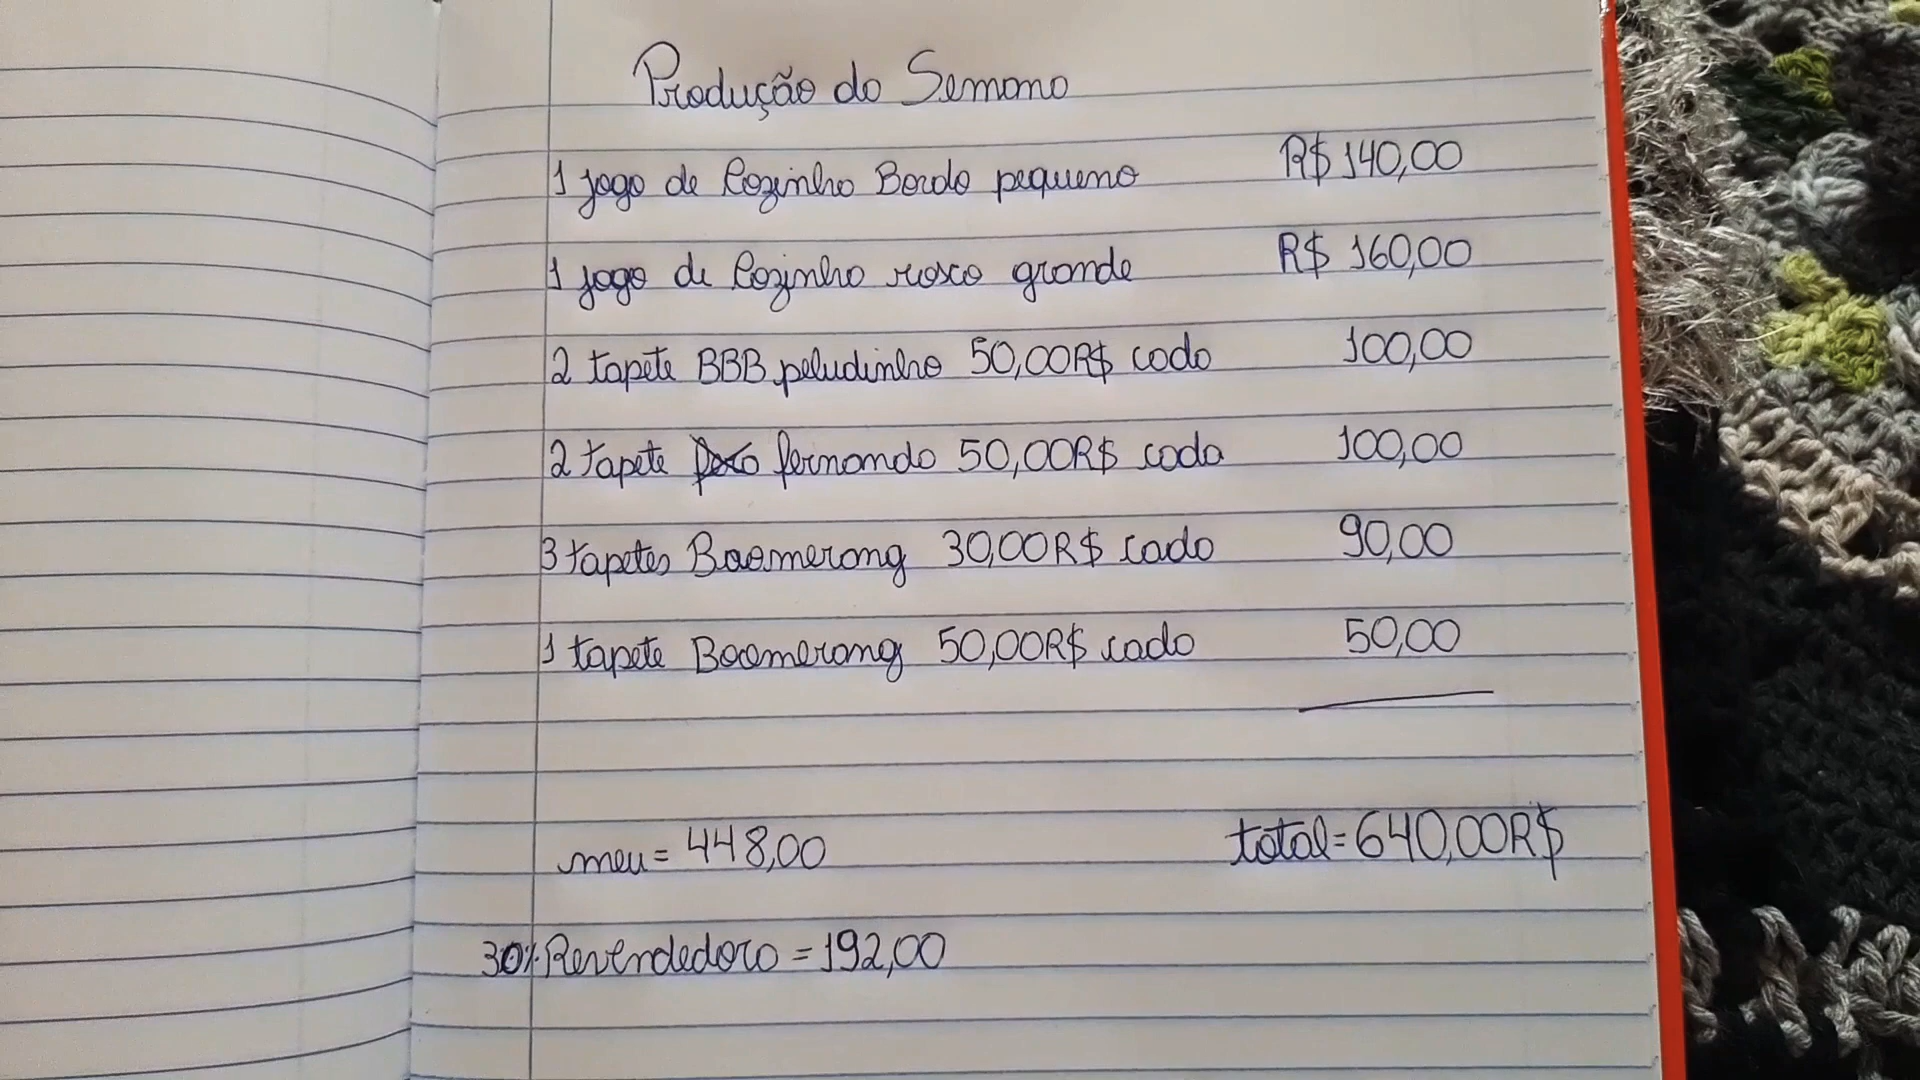 Produção da Semana
1 jogo de Cozinha Bordo pequeno R$ 140,00
1 jogo de Cozinha rosca grande R$ 160,00
2 tapete BBB peludinho 50,00R$ cada 100,00
2 tapete fernando 50,00R$ cada 100,00
3 tapetes Boomerang 30,00R$ cada 90,00
1 tapete Boomerang 50,00R$ cada 50,00
meu = 448,00 total = 640,00R$
30% Revendedora = 192,00